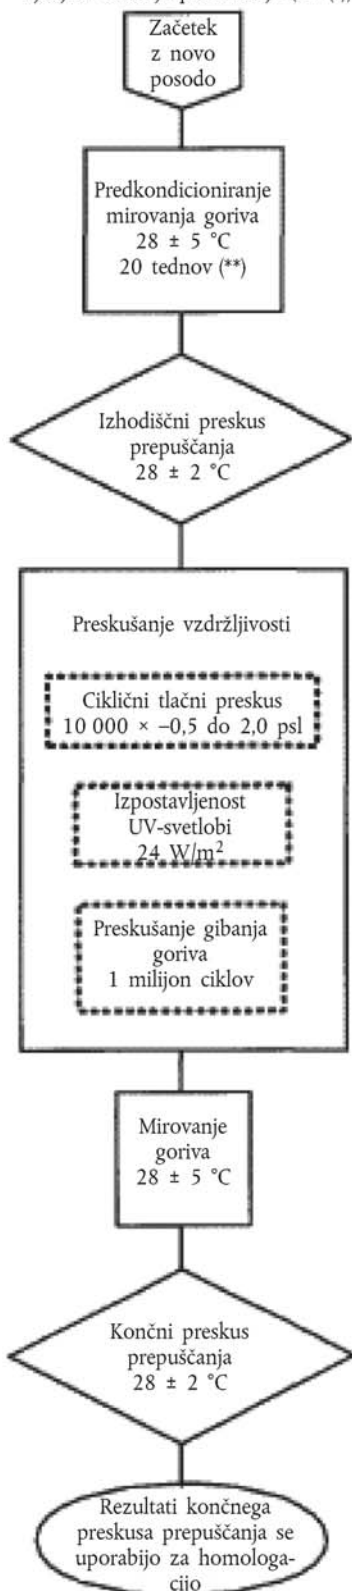 Začetek
z novo
posodo
Predkondicioniranje
mirovanja goriva
28 ± 5 °C
20 tednov (**)
Izhodiščni preskus
prepuščanja
28 ± 2 °C
Preskušanje vzdržljivosti
Ciklični tlačni preskus
10 000 × –0,5 do 2,0 psl
Izpostavljenost
UV-svetlobi
24 W/m²
Preskušanje gibanja
goriva
1 milijon ciklov
Mirovanje
goriva
28 ± 5 °C
Končni preskus
prepuščanja
28 ± 2 °C
Rezultati končnega
preskusa prepuščanja se
uporabijo za homologa-
cijo